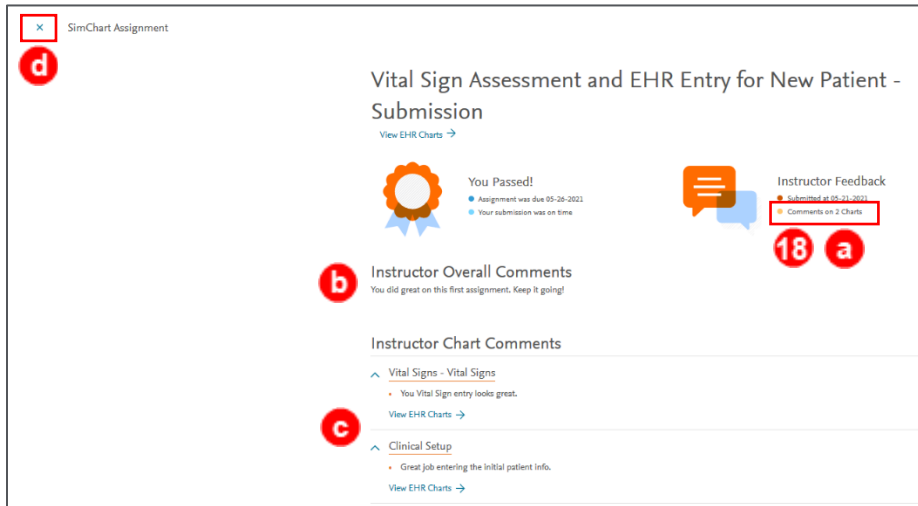 × SimChart Assignment
d
Vital Sign Assessment and EHR Entry for New Patient -
Submission
View EHR Charts →
You Passed!
Assignment was due 05-26-2021
Your submission was on time
Instructor Feedback
Submitted at 05-21-2021
Comments on 2 Charts
18 a
b
Instructor Overall Comments
You did great on this first assignment. Keep it going!
Instructor Chart Comments
Vital Signs - Vital Signs
• You Vital Sign entry looks great.
View EHR Charts →
c
Clinical Setup
• Great job entering the initial patient info.
View EHR Charts →